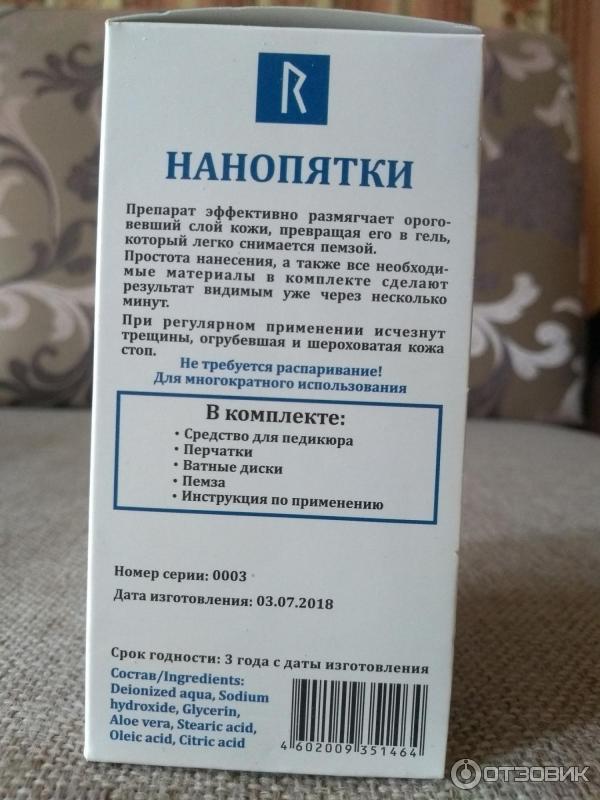 R
НАНОПЯТКИ
Препарат эффективно размягчает орого-
вевший слой кожи, превращая его в гель,
который легко снимается пемзой.
Простота нанесения, а также все необходи-
мые материалы в комплекте сделают
результат видимым уже через несколько
минут.
При регулярном применении исчезнут
трещины, огрубевшая и шероховатая кожа
стоп.
Не требуется распаривание!
Для многократного использования
В комплекте:
• Средство для педикюра
• Перчатки
• Ватные диски
• Пемза
• Инструкция по применению
Номер серии: 0003
Дата изготовления: 03.07.2018
Срок годности: 3 года с даты изготовления
Состав/Ingredients:
Deionized aqua, Sodium
hydroxide, Glycerin,
Aloe vera, Stearic acid,
Oleic acid, Citric acid
4602009351464
ОТЗОВИК